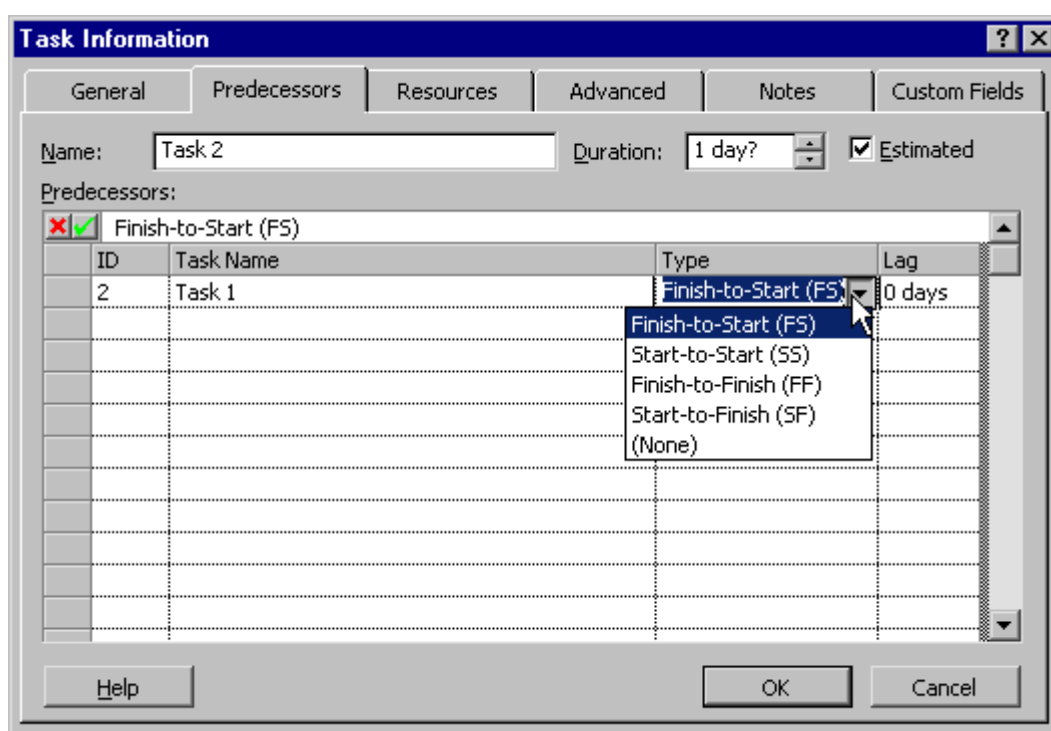 Task Information
General Predecessors Resources Advanced Notes Custom Fields
Name: Task 2 Duration: 1 day? Estimated
Predecessors:
Finish-to-Start (FS)
ID Task Name Type Lag
2 Task 1 Finish-to-Start (FS) 0 days
Finish-to-Start (FS)
Start-to-Start (SS)
Finish-to-Finish (FF)
Start-to-Finish (SF)
(None)
Help OK Cancel